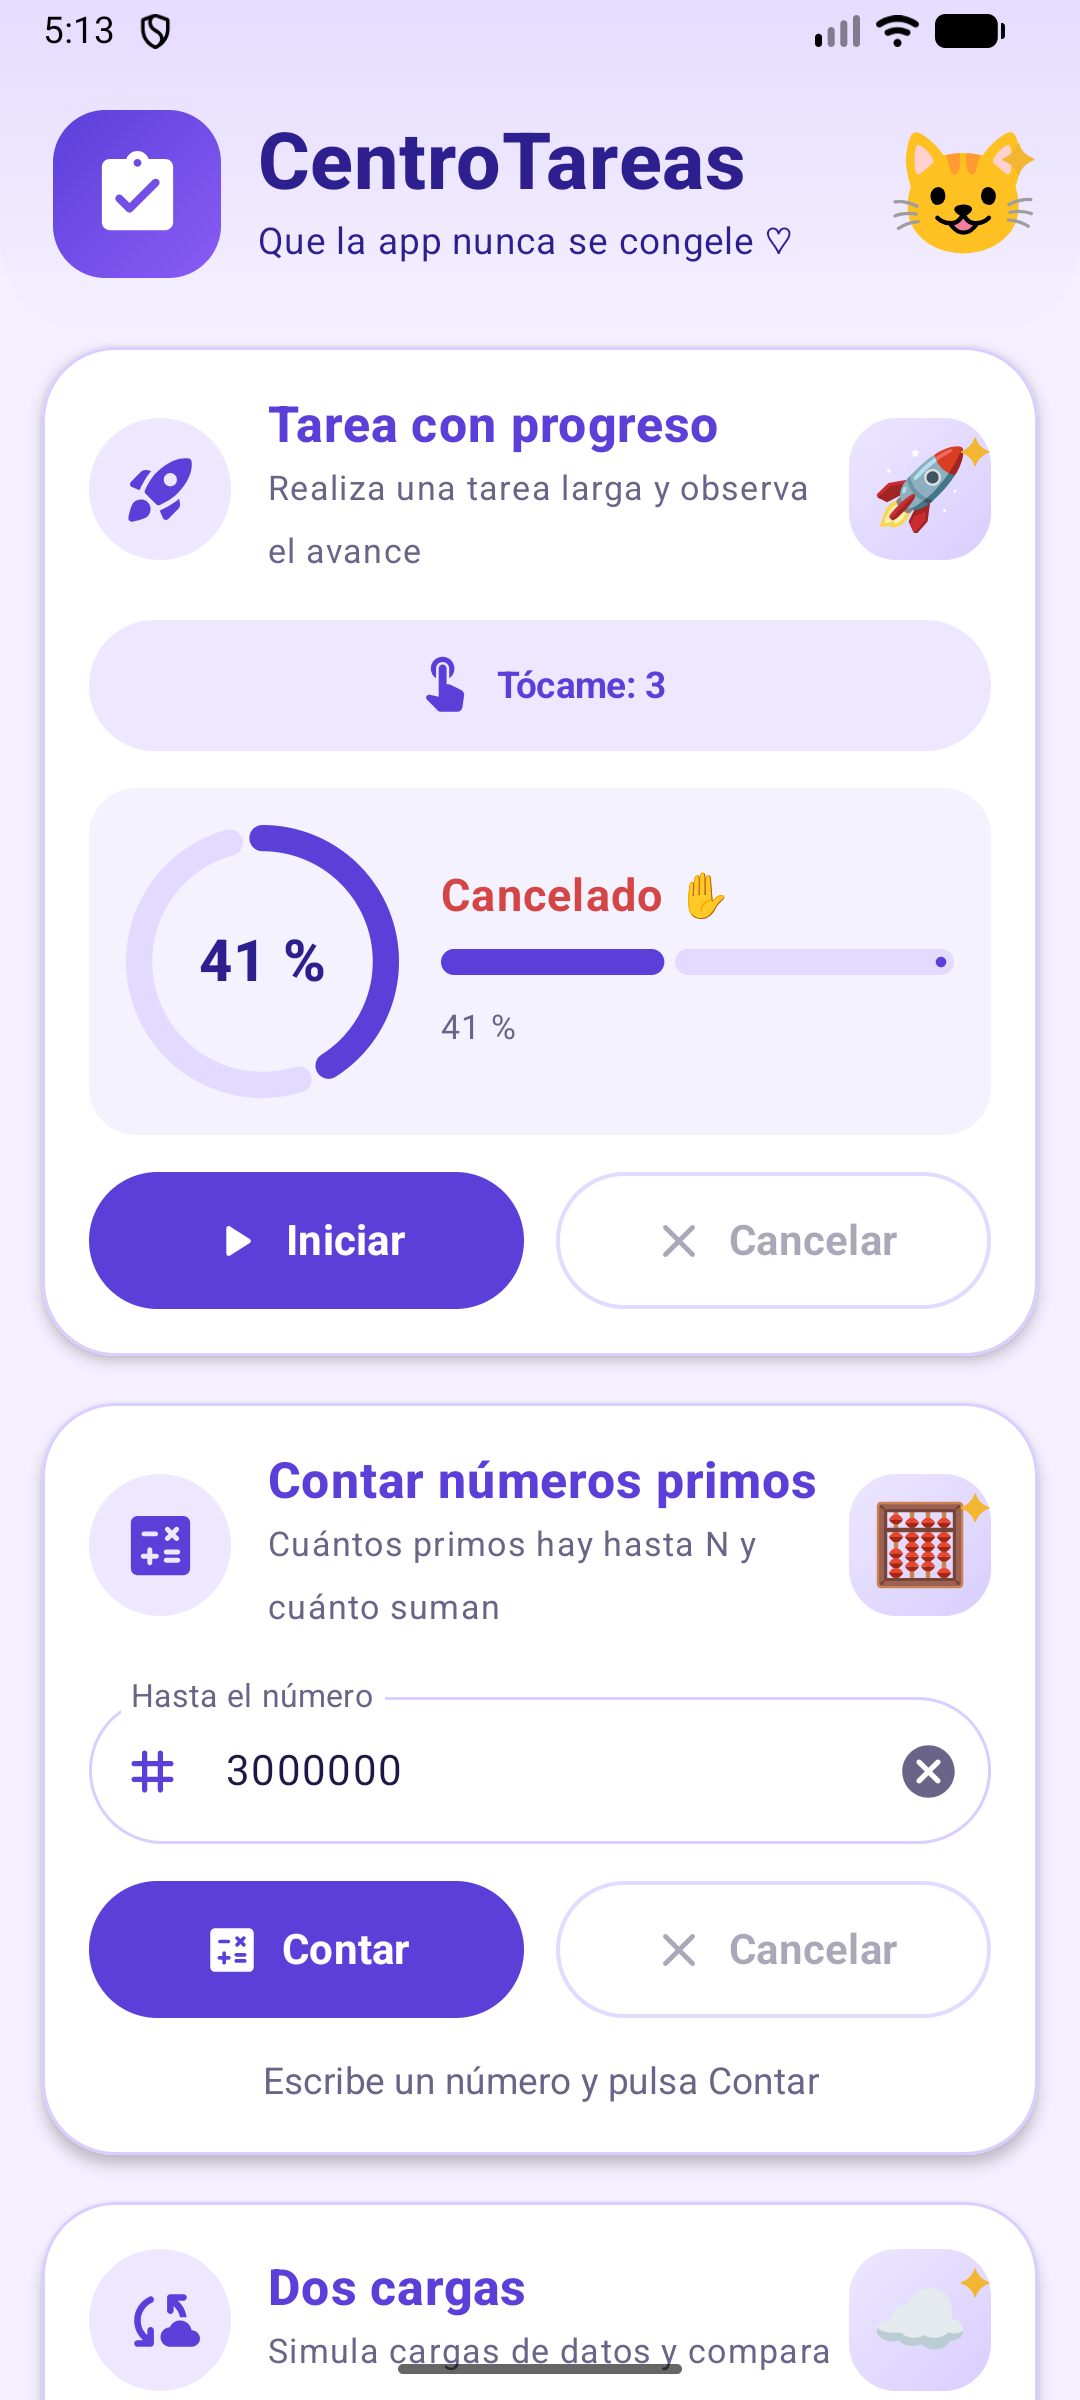 5:13
CentroTareas
Que la app nunca se congele ♡
Tarea con progreso
Realiza una tarea larga y observa
el avance
Tócame: 3
41 %
Cancelado ✋
41 %
Iniciar
Cancelar
Contar números primos
Cuántos primos hay hasta N y
cuánto suman
Hasta el número
3000000
Contar
Cancelar
Escribe un número y pulsa Contar
Dos cargas
Simula cargas de datos y compara